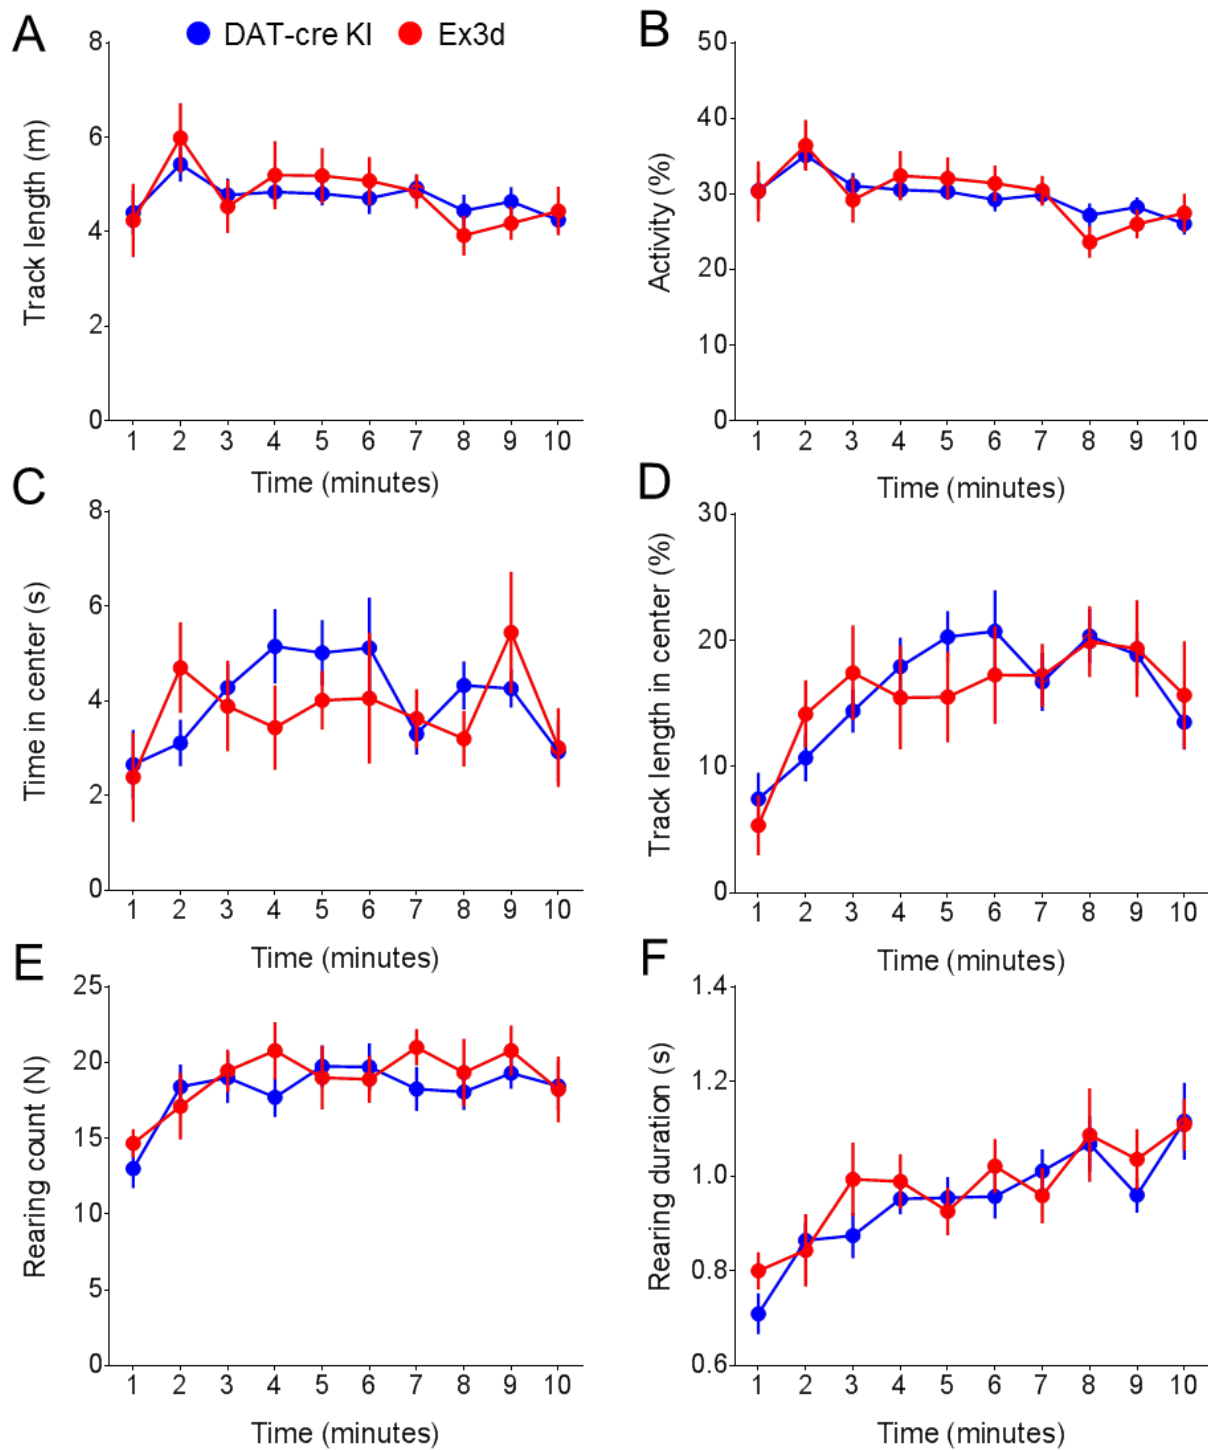 A
DAT-cre KI
Ex3d
8
6
4
2
0
Track length (m)
1 2 3 4 5 6 7 8 9 10
Time (minutes)
B
50
40
30
20
10
0
Activity (%)
1 2 3 4 5 6 7 8 9 10
Time (minutes)
C
8
6
4
2
0
Time in center (s)
1 2 3 4 5 6 7 8 9 10
Time (minutes)
D
30
20
10
0
Track length in center (%)
1 2 3 4 5 6 7 8 9 10
Time (minutes)
E
25
20
15
10
5
0
Rearing count (N)
1 2 3 4 5 6 7 8 9 10
Time (minutes)
F
1.4
1.2
1.0
0.8
0.6
Rearing duration (s)
1 2 3 4 5 6 7 8 9 10
Time (minutes)